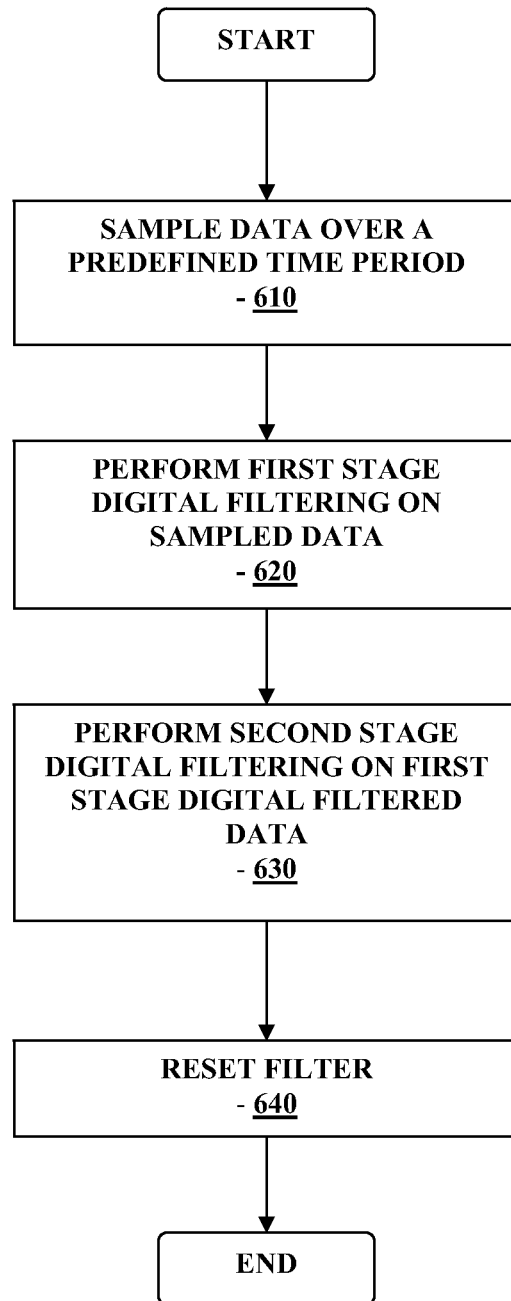 START
SAMPLE DATA OVER A
PREDEFINED TIME PERIOD
- 610
PERFORM FIRST STAGE
DIGITAL FILTERING ON
SAMPLED DATA
- 620
PERFORM SECOND STAGE
DIGITAL FILTERING ON FIRST
STAGE DIGITAL FILTERED
DATA
- 630
RESET FILTER
- 640
END